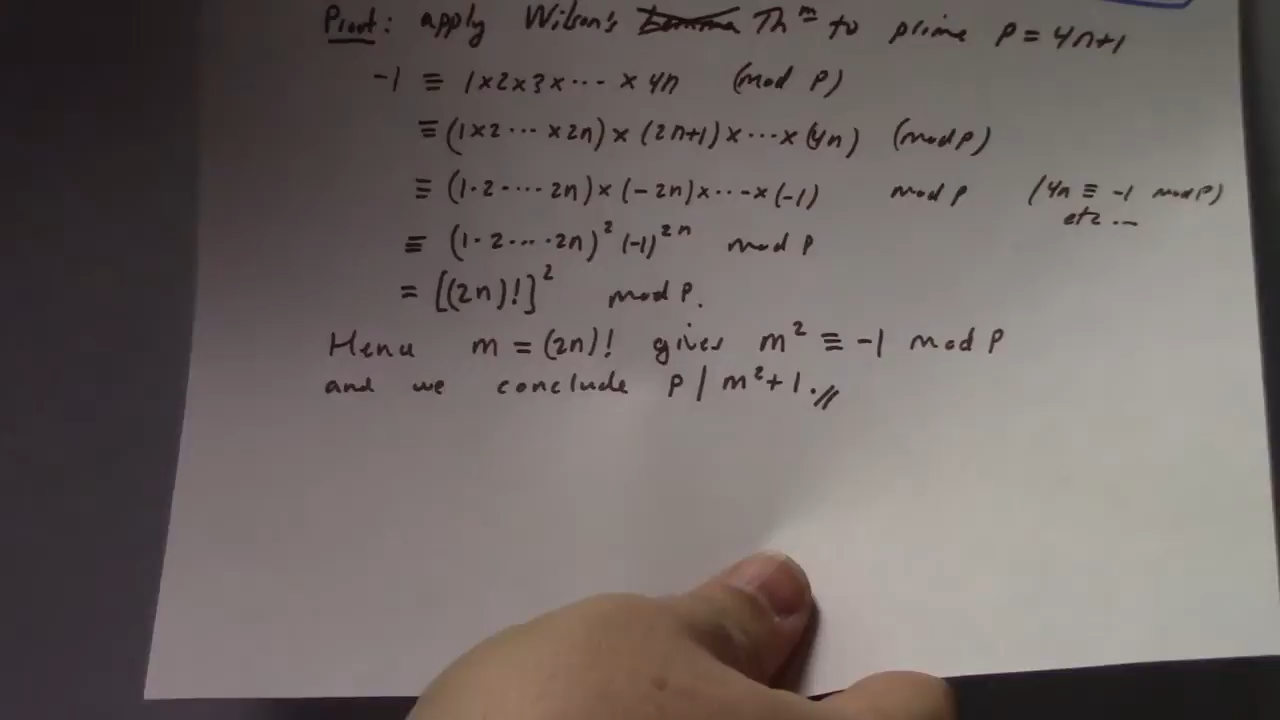 Proof: apply Wilson's Lemma Thᵐ to prime p = 4n+1
-1 ≡ 1×2×3×⋯×4n (mod p)
≡ (1×2⋯×2n)×(2n+1)×⋯×(4n) (mod p)
≡ (1·2·⋯·2n)×(-2n)×⋯×(-1) mod p (4n ≡ -1 mod p)
etc...
≡ (1·2·⋯·2n)²(-1)²ⁿ mod p
= [(2n)!]² mod p.
Hence m = (2n)! gives m² ≡ -1 mod p
and we conclude p | m²+1.//